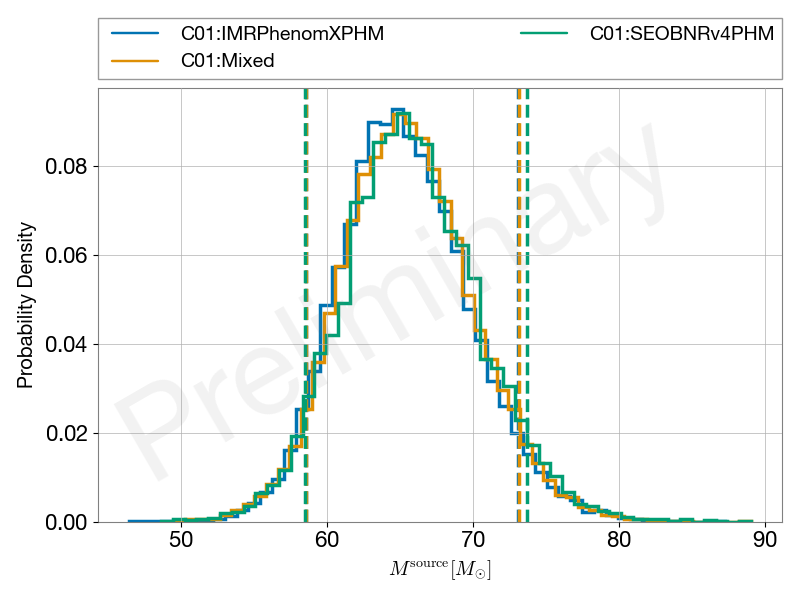 C01:IMRPhenomXPHM
C01:Mixed
C01:SEOBNRv4PHM
Preliminary
Probability Density
0.08
0.06
0.04
0.02
0.00
50
60
70
80
90
M^source[M_⊙]